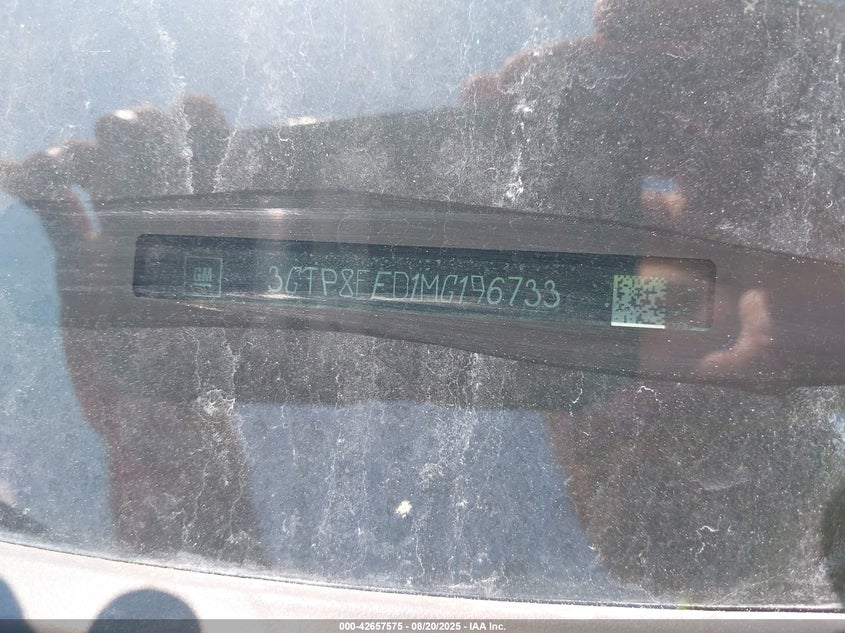 GM 3GTP8FED1MG196733
000-42657575 - 08/20/2025 - IAA Inc.